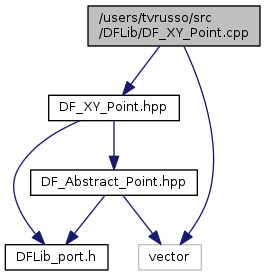 /users/tvrusso/src
/DFLib/DF_XY_Point.cpp
DF_XY_Point.hpp
DF_Abstract_Point.hpp
DFLib_port.h
vector